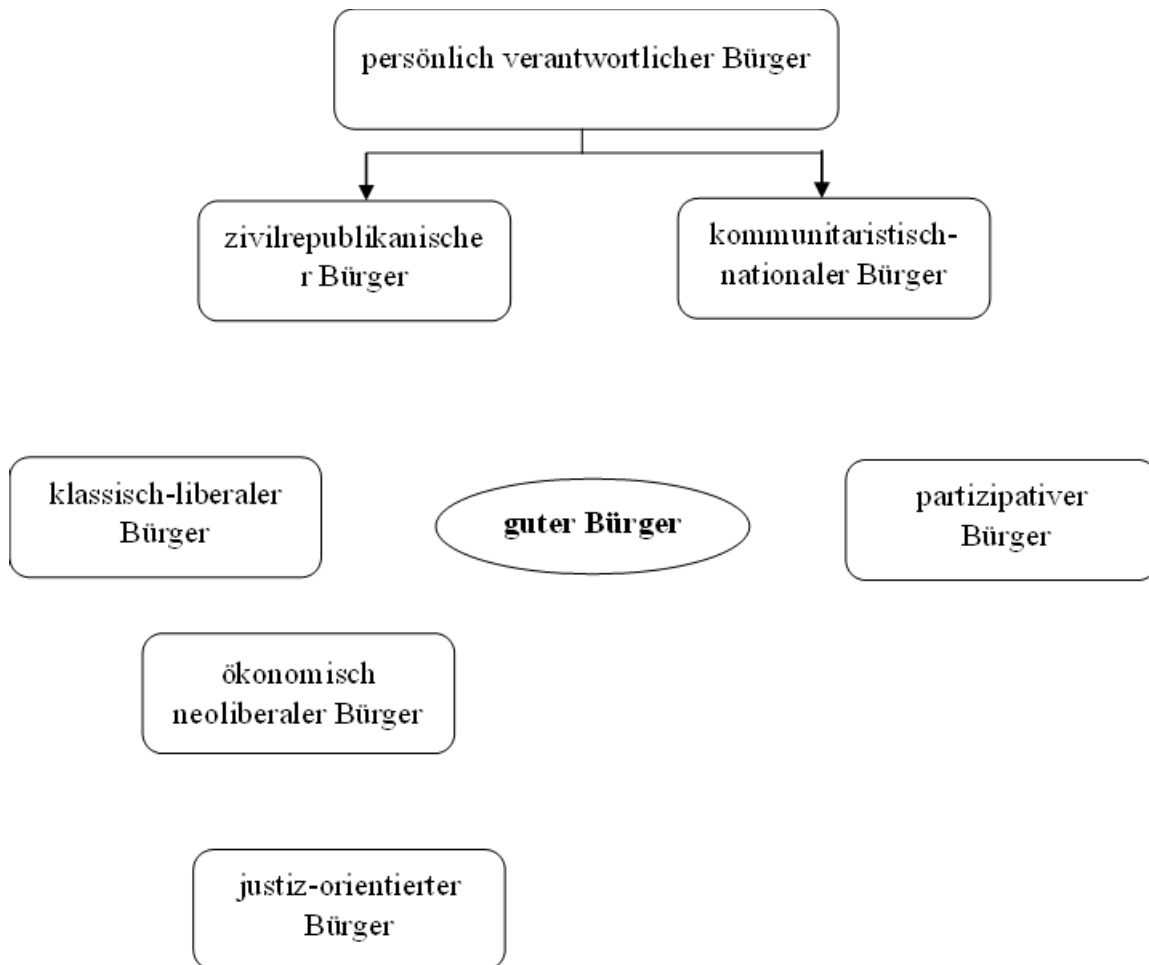 persönlich verantwortlicher Bürger
zivilrepublikanische
r Bürger
kommunitaristisch-
nationaler Bürger
klassisch-liberaler
Bürger
guter Bürger
partizipativer
Bürger
ökonomisch
neoliberaler Bürger
justiz-orientierter
Bürger